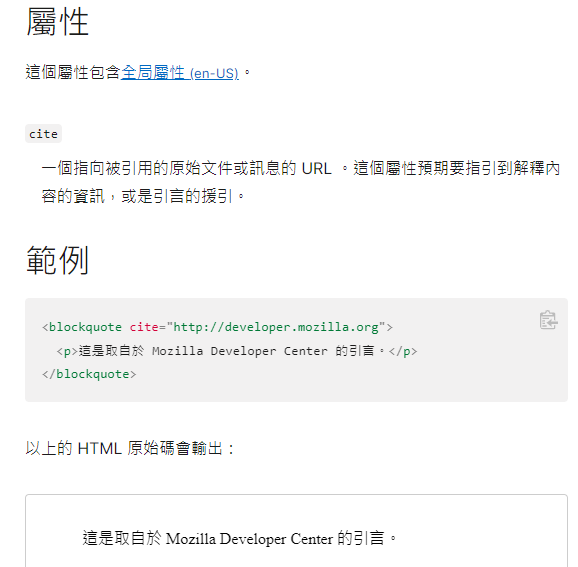 屬性
這個屬性包含全局屬性 (en-US)。
cite
一個指向被引用的原始文件或訊息的 URL 。這個屬性預期要指引到解釋內
容的資訊，或是引言的援引。
範例
<blockquote cite="http://developer.mozilla.org">
  <p>這是取自於 Mozilla Developer Center 的引言。</p>
</blockquote>
以上的 HTML 原始碼會輸出：
這是取自於 Mozilla Developer Center 的引言。